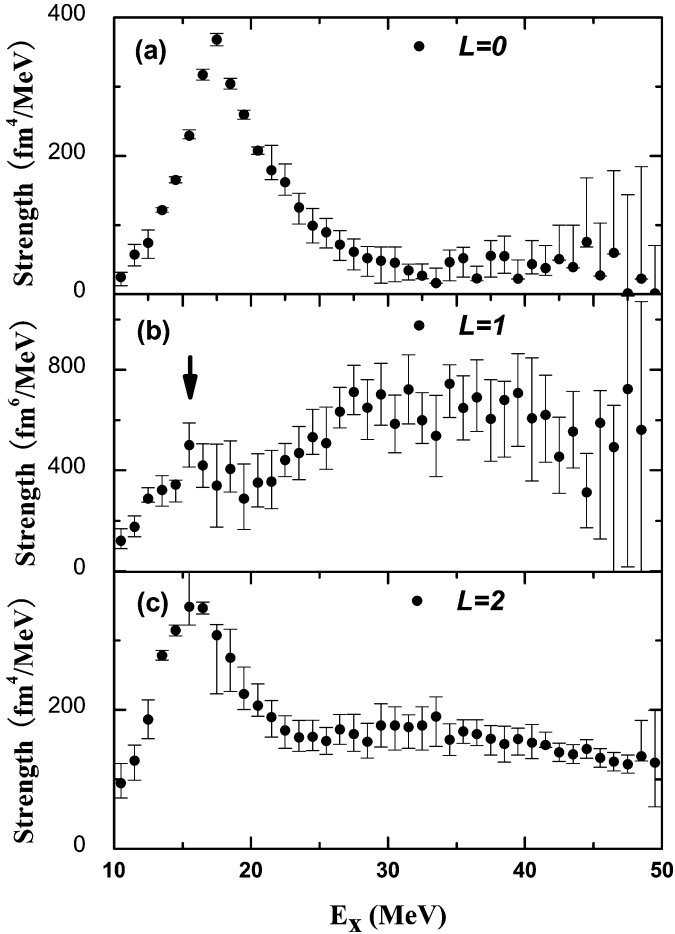 400
(a)
L=0
200
0
Strength (fm⁴/MeV)
(b)
L=1
800
400
0
Strength (fm⁶/MeV)
(c)
L=2
200
0
Strength (fm⁴/MeV)
10 20 30 40 50
Eₓ (MeV)